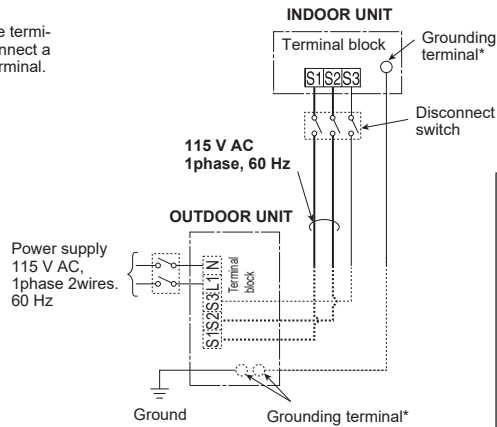 e termi-
nnect a
erminal.
INDOOR UNIT
Terminal block
Grounding
terminal*
S1 S2 S3
Disconnect
switch
115 V AC
1phase, 60 Hz
OUTDOOR UNIT
Power supply
115 V AC,
1phase 2wires.
60 Hz
S1 S2 S3 L1 N
Terminal
block
Ground
Grounding terminal*